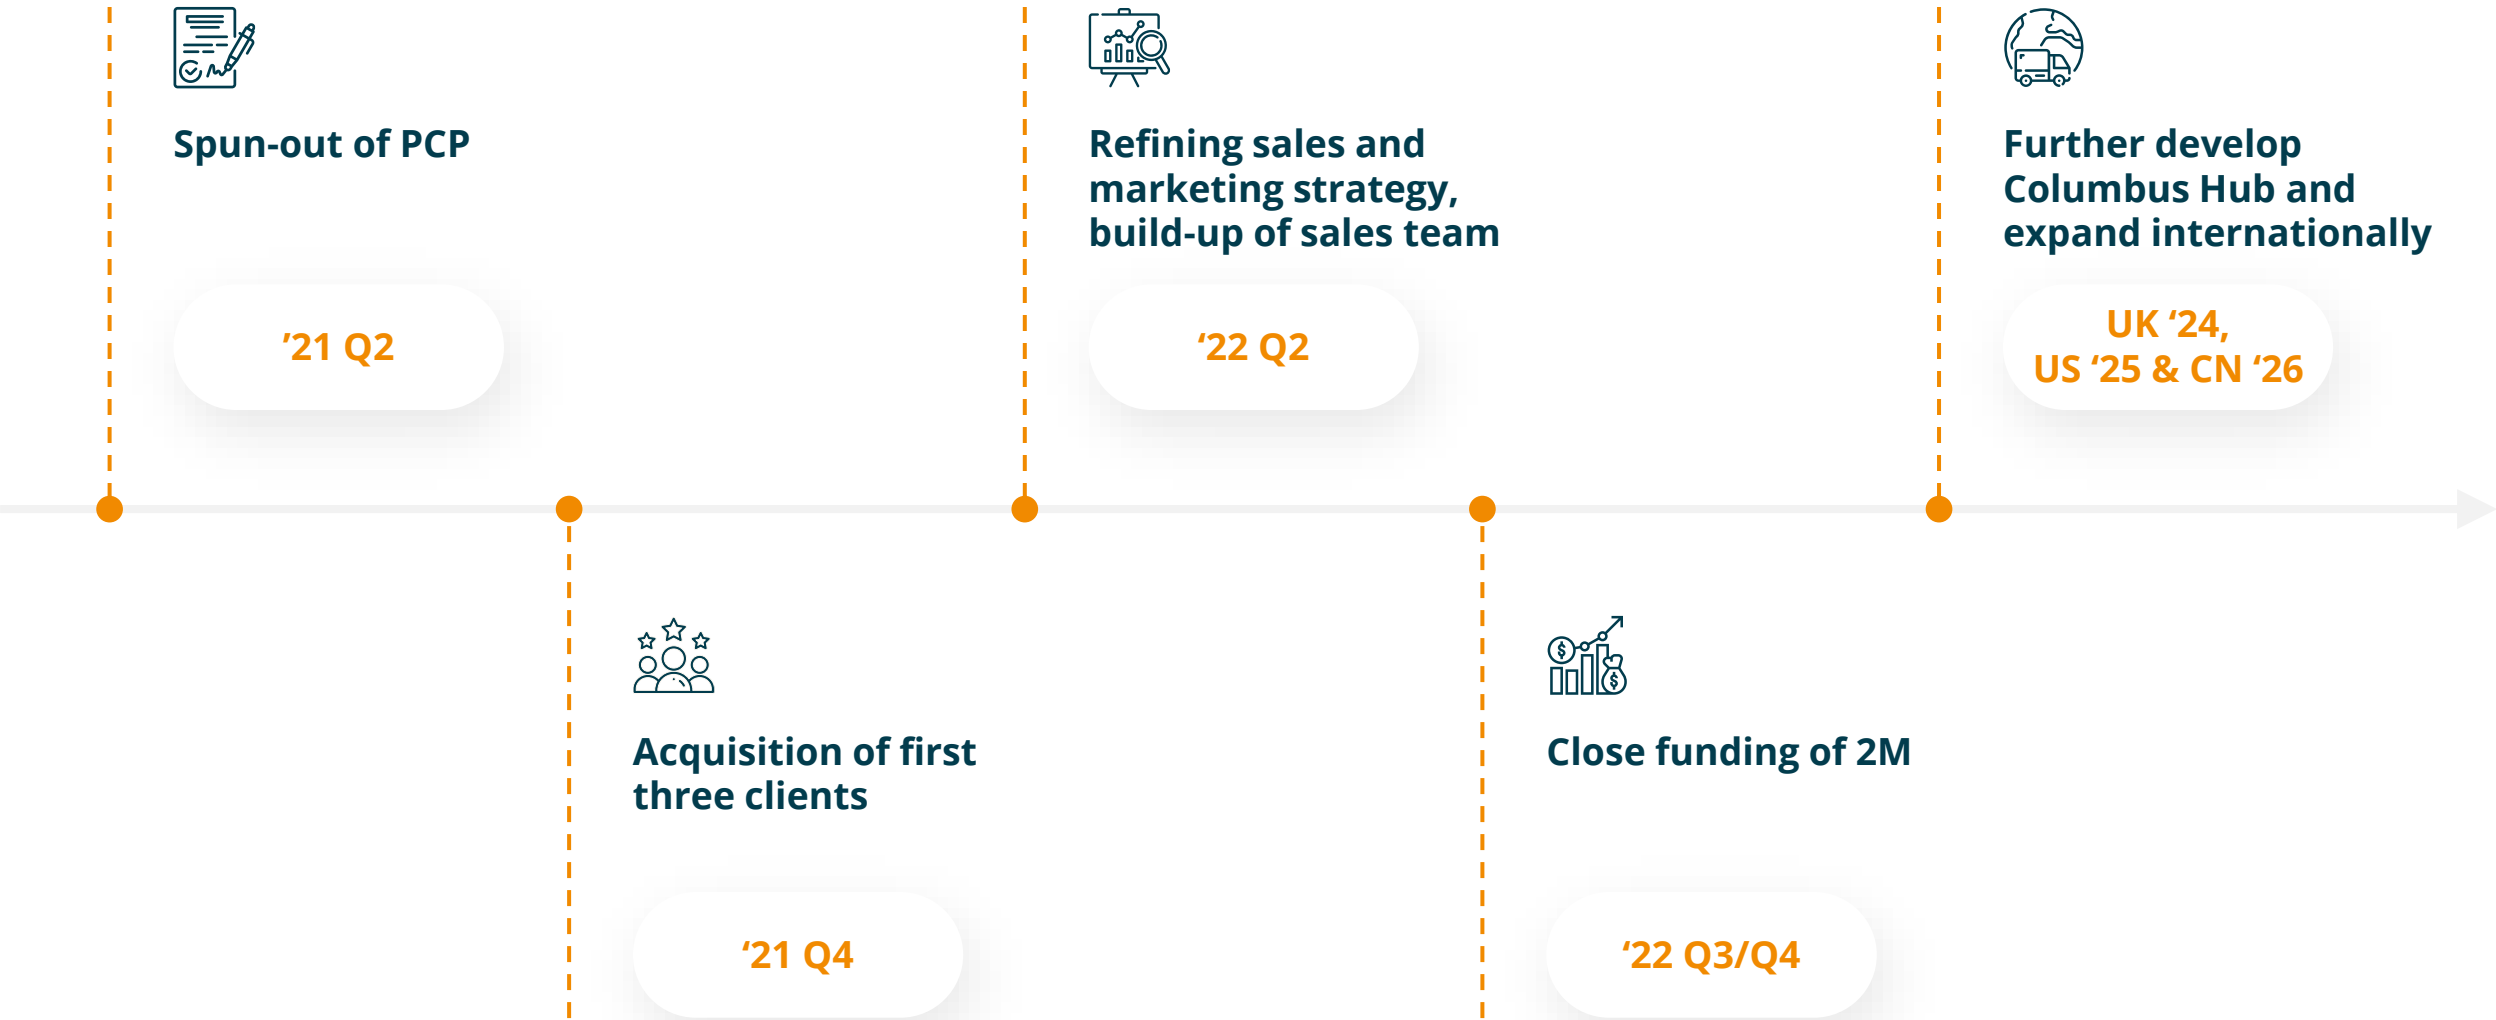 Spun-out of PCP
’21 Q2
Acquisition of first
three clients
‘21 Q4
Refining sales and
marketing strategy,
build-up of sales team
‘22 Q2
Close funding of 2M
‘22 Q3/Q4
Further develop
Columbus Hub and
expand internationally
UK ‘24,
US ‘25 & CN ‘26